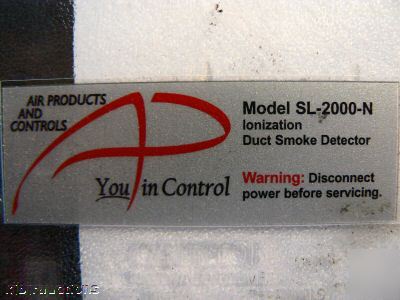 AIR PRODUCTS
AND
CONTROLS
You in Control
Model SL-2000-N
Ionization
Duct Smoke Detector
Warning: Disconnect
power before servicing.